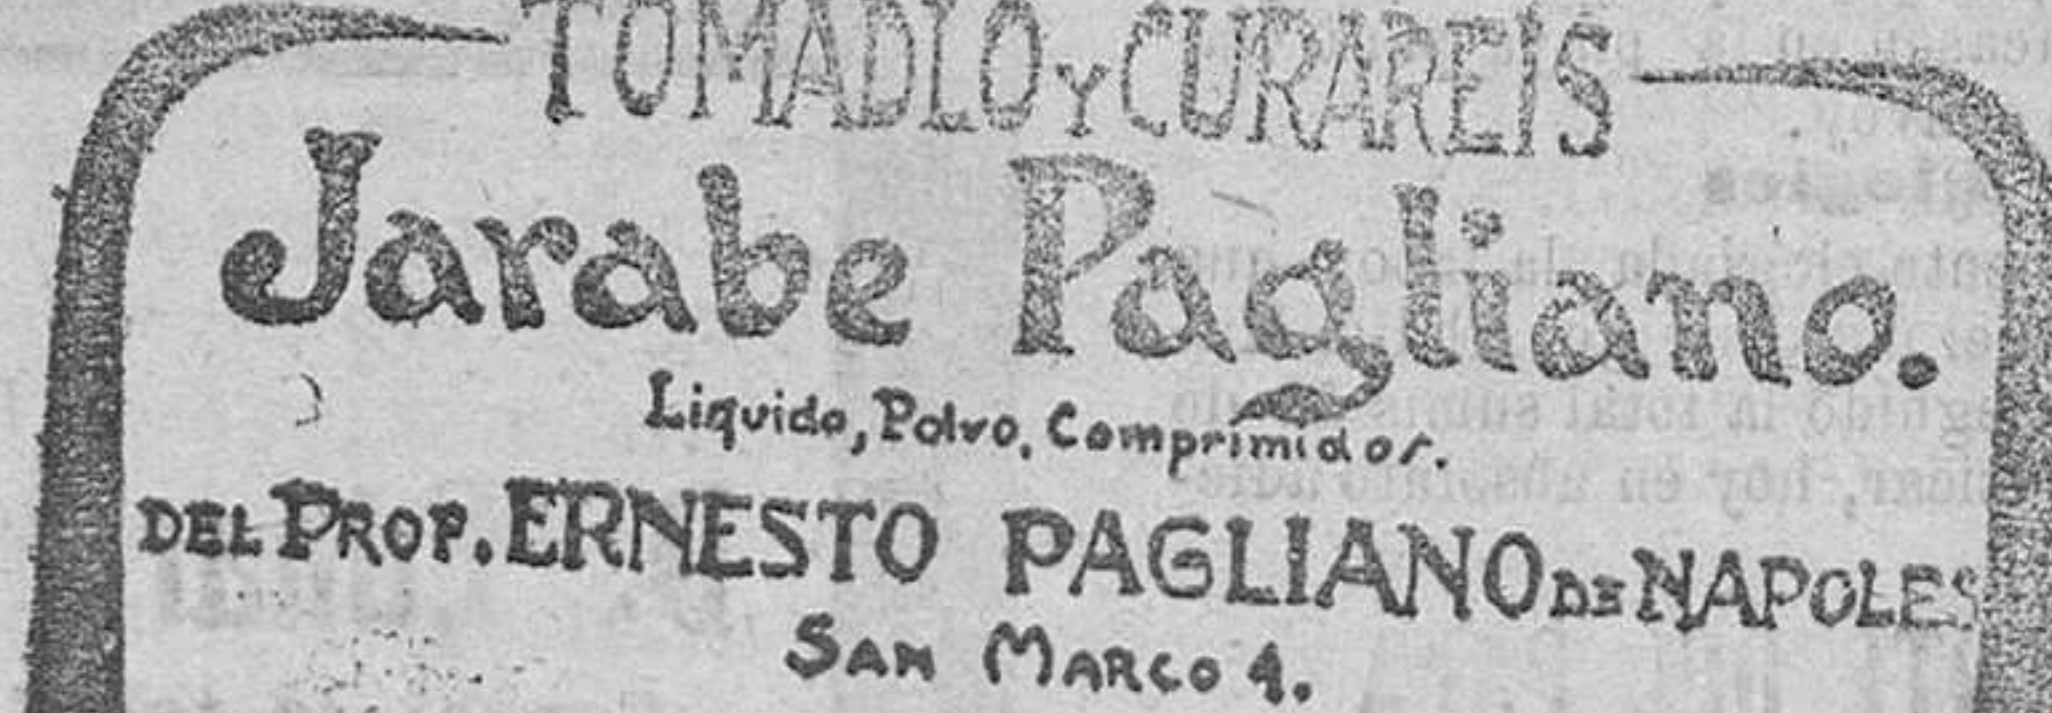 TOMADLO Y CURAREIS
Jarabe Pagliano.
Liquido, Polvo, Comprimidos.
DEL PROF. ERNESTO PAGLIANO DE NAPOLES
SAN MARCO 4.